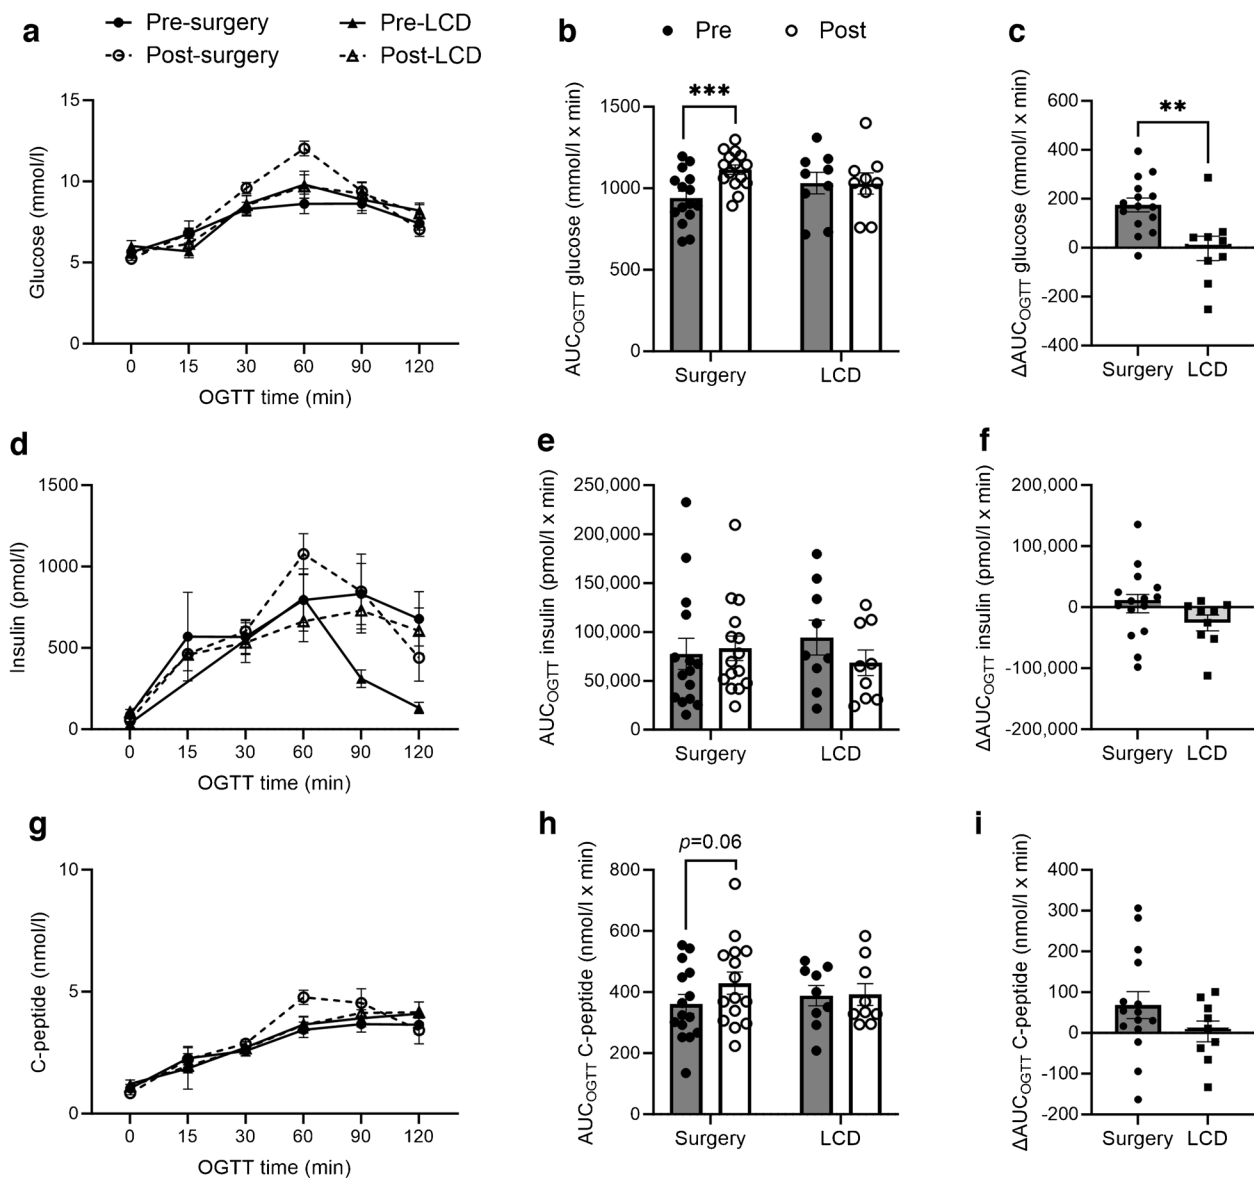 a
Pre-surgery
Pre-LCD
Post-surgery
Post-LCD
Glucose (mmol/l)
15
10
5
0
0 15 30 60 90 120
OGTT time (min)
b
Pre
Post
AUCOGTT glucose (mmol/l x min)
1500
1000
500
0
***
Surgery LCD
c
ΔAUCOGTT glucose (mmol/l x min)
600
400
200
0
-200
-400
**
Surgery LCD
d
Insulin (pmol/l)
1500
1000
500
0
0 15 30 60 90 120
OGTT time (min)
e
AUCOGTT insulin (pmol/l x min)
250,000
200,000
150,000
100,000
50,000
0
Surgery LCD
f
ΔAUCOGTT insulin (pmol/l x min)
200,000
100,000
0
-100,000
-200,000
Surgery LCD
g
C-peptide (nmol/l)
10
5
0
0 15 30 60 90 120
OGTT time (min)
h
AUCOGTT C-peptide (nmol/l x min)
800
600
400
200
0
p=0.06
Surgery LCD
i
ΔAUCOGTT C-peptide (nmol/l x min)
400
300
200
100
0
-100
-200
Surgery LCD